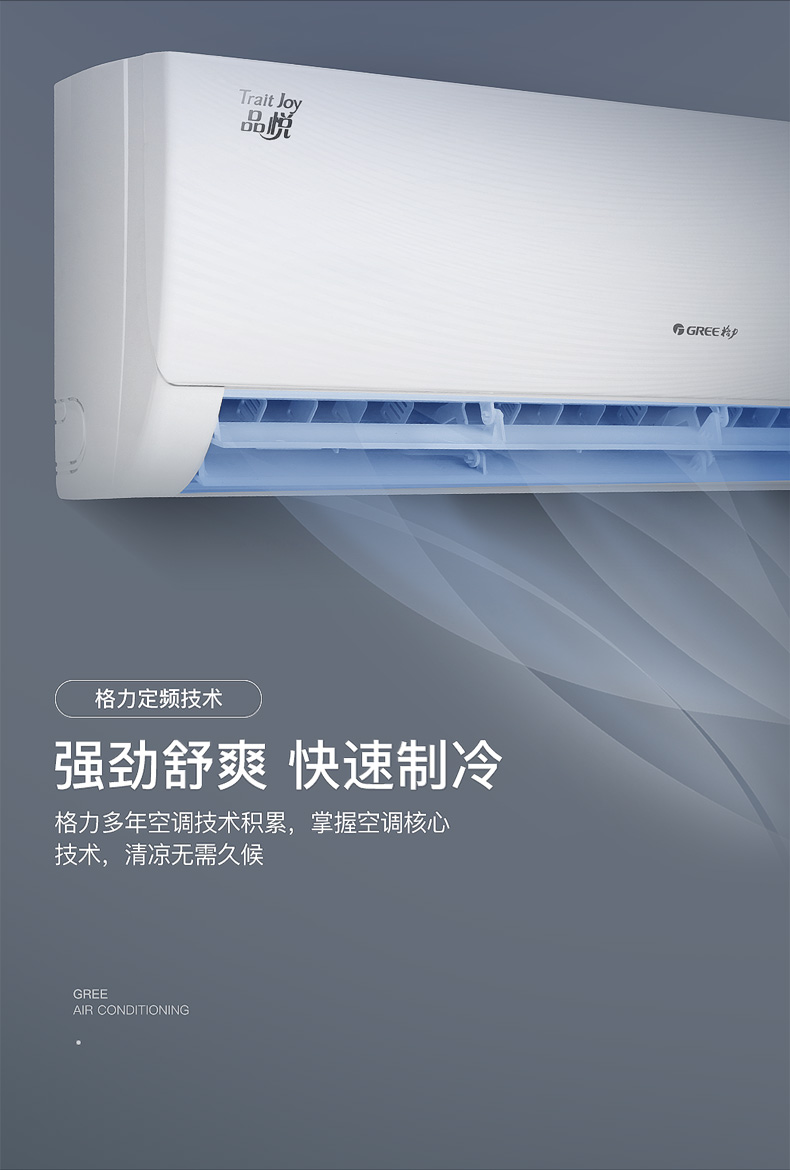 Trait Joy
品悦
GREE格力
格力定频技术
强劲舒爽 快速制冷
格力多年空调技术积累，掌握空调核心
技术，清凉无需久候
GREE
AIR CONDITIONING